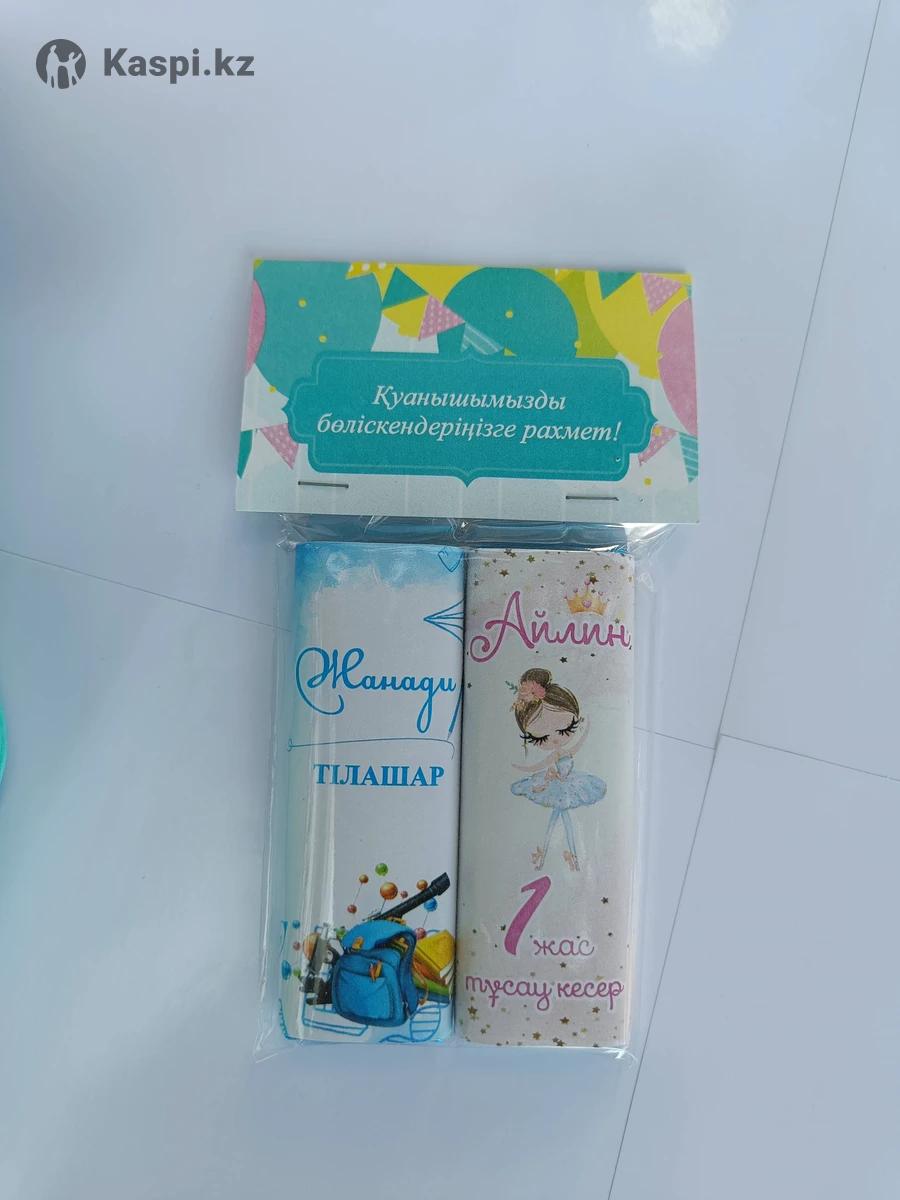 Kaspi.kz
Қуанышымызды
бөліскендеріңізге рахмет!
Жанади
ТІЛАШАР
Айлин
1 жас
тұсау кесер